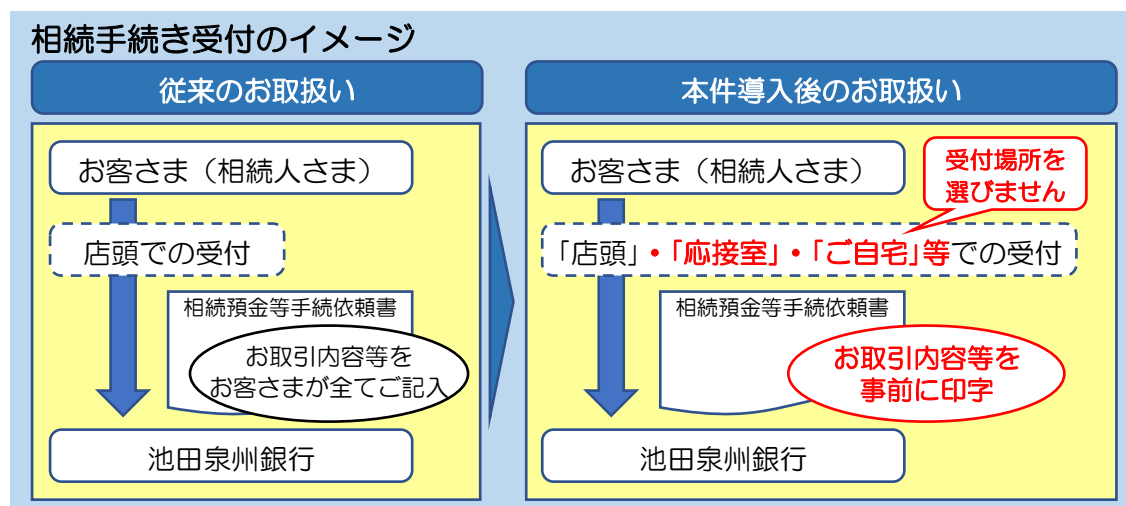 相続手続き受付のイメージ
従来のお取扱い
お客さま（相続人さま）
店頭での受付
相続預金等手続依頼書
お取引内容等を
お客さまが全てご記入
池田泉州銀行
本件導入後のお取扱い
お客さま（相続人さま）
受付場所を
選びません
「店頭」・「応接室」・「ご自宅」等での受付
相続預金等手続依頼書
お取引内容等を
事前に印字
池田泉州銀行